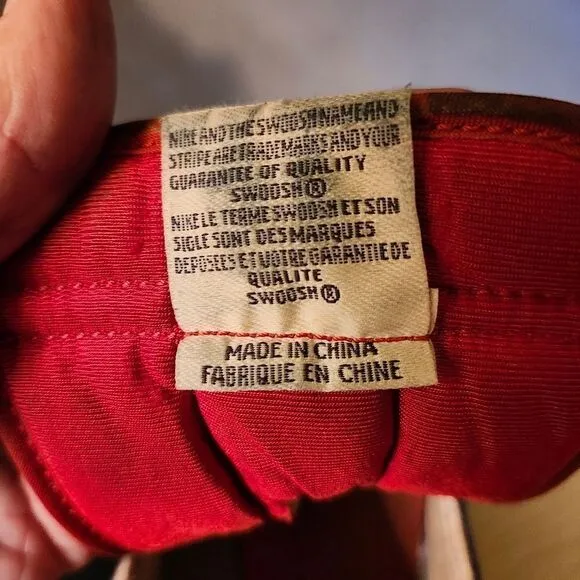 NIKE AND THE SWOOSH NAME AND
STRIPE ARE TRADEMARKS AND YOUR
GUARANTEE OF QUALITY
SWOOSH®
NIKE LE TERME SWOOSH ET SON
SIGLE SONT DES MARQUES
DEPOSEES ET VOTRE GARANTIE DE
QUALITE
SWOOSH®
MADE IN CHINA
FABRIQUE EN CHINE